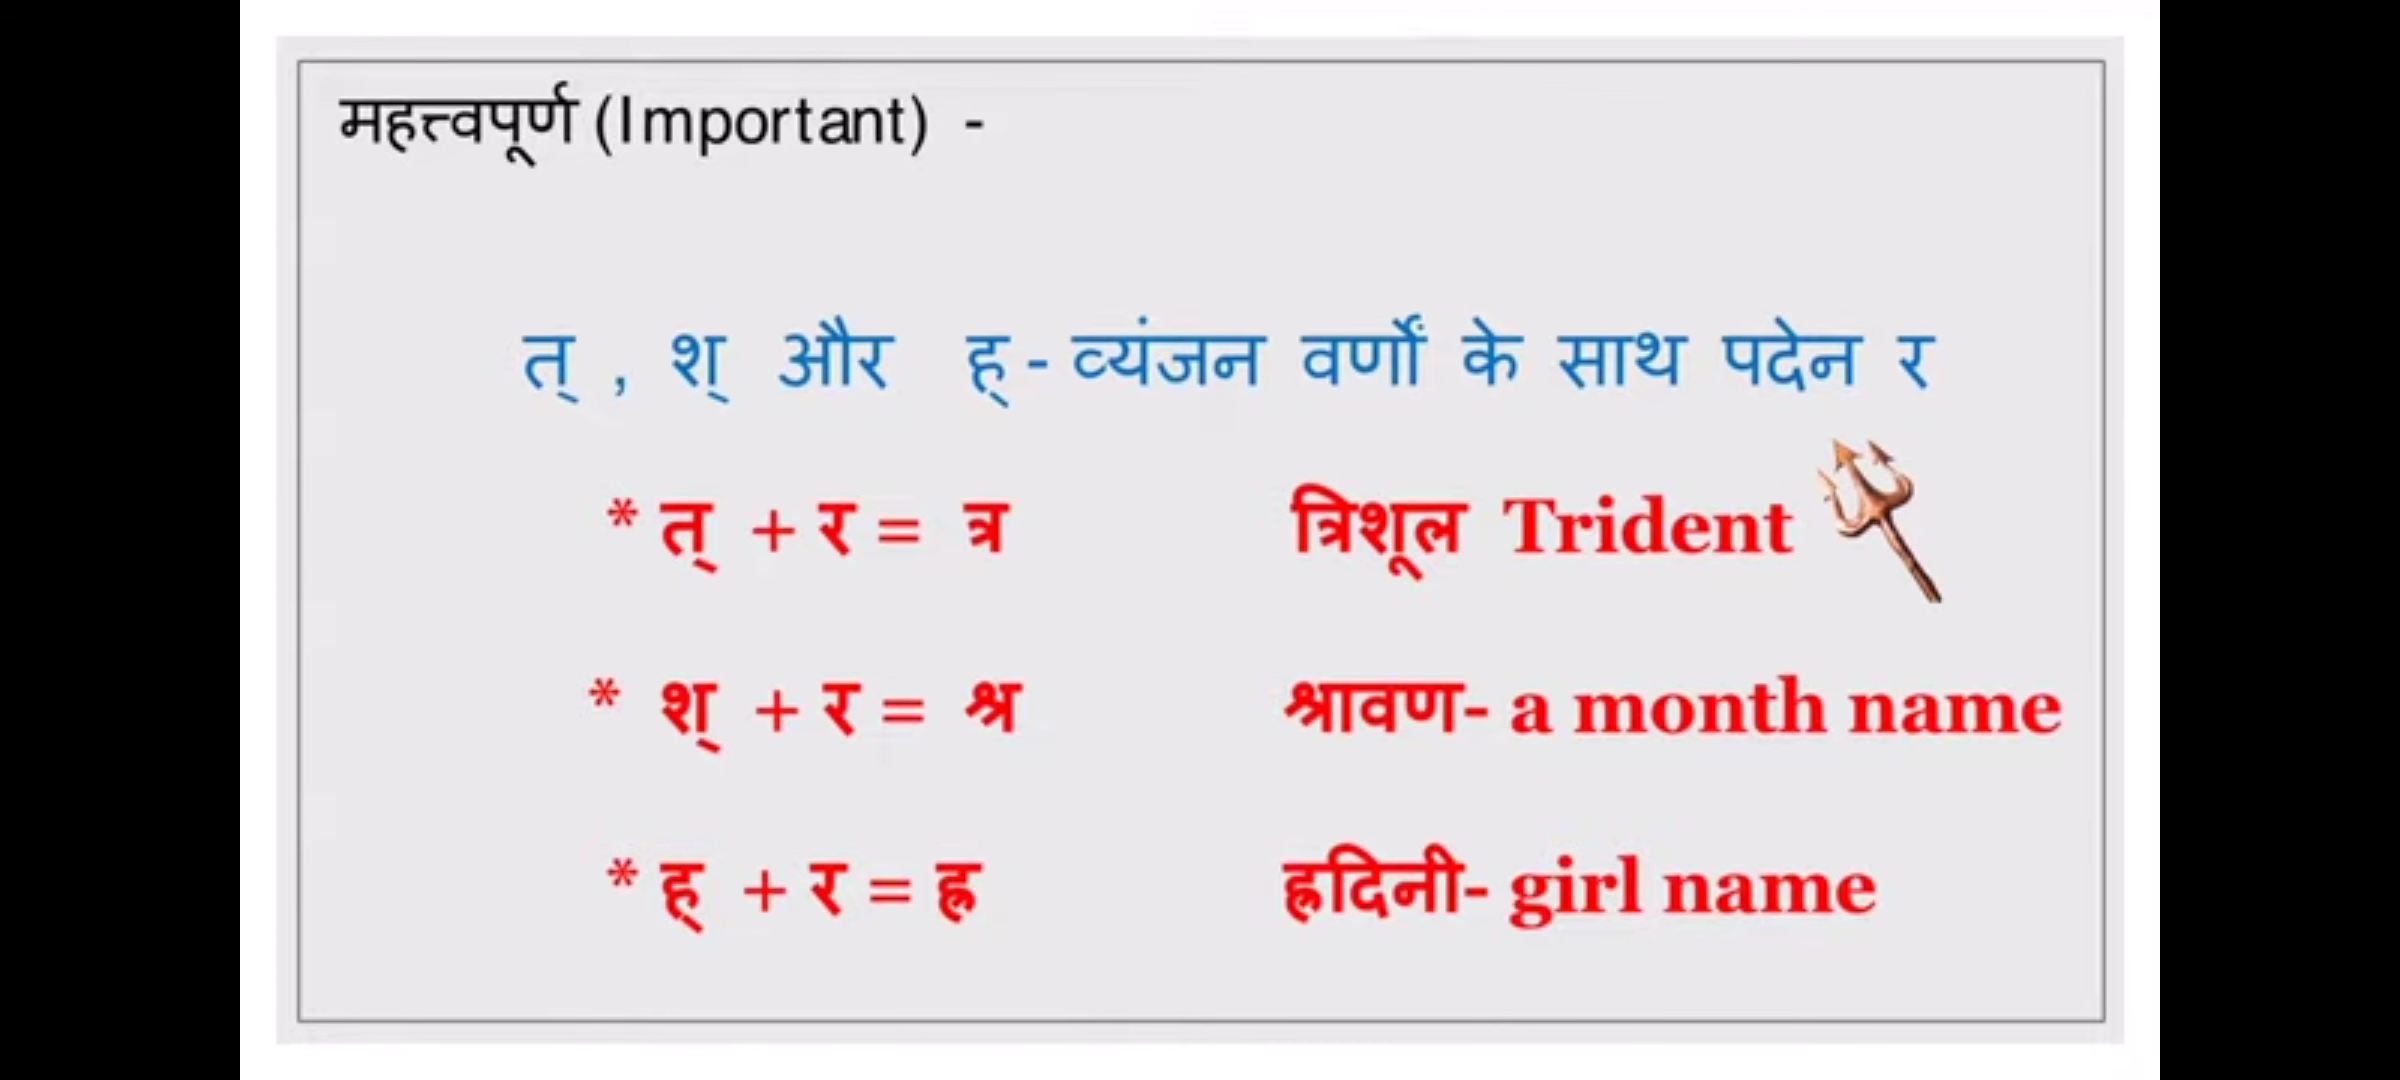 महत्त्वपूर्ण (Important) -
त् , श् और ह् - व्यंजन वर्णों के साथ पदेन र
* त् + र = त्र त्रिशूल Trident
* श् + र = श्र श्रावण- a month name
* ह् + र = ह्र ह्रदिनी- girl name